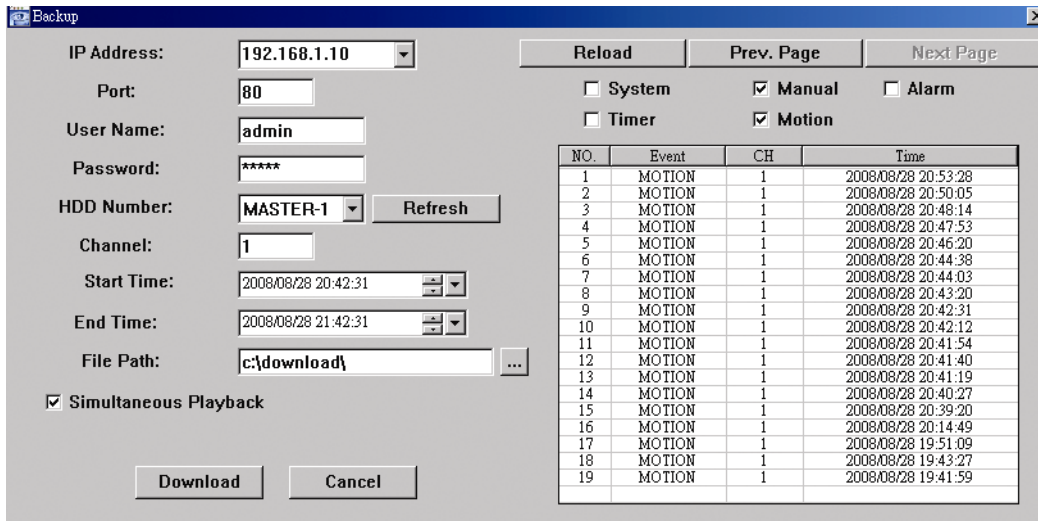 Backup
IP Address: 192.168.1.10
Port: 80
User Name: admin
Password: *****
HDD Number: MASTER-1 Refresh
Channel: 1
Start Time: 2008/08/28 20:42:31
End Time: 2008/08/28 21:42:31
File Path: c:\download\ ...
Simultaneous Playback
Download Cancel
Reload Prev. Page Next Page
System Manual Alarm
Timer Motion
NO. Event CH Time
1 MOTION 1 2008/08/28 20:53:28
2 MOTION 1 2008/08/28 20:50:05
3 MOTION 1 2008/08/28 20:48:14
4 MOTION 1 2008/08/28 20:47:53
5 MOTION 1 2008/08/28 20:46:20
6 MOTION 1 2008/08/28 20:44:38
7 MOTION 1 2008/08/28 20:44:03
8 MOTION 1 2008/08/28 20:43:20
9 MOTION 1 2008/08/28 20:42:31
10 MOTION 1 2008/08/28 20:42:12
11 MOTION 1 2008/08/28 20:41:54
12 MOTION 1 2008/08/28 20:41:40
13 MOTION 1 2008/08/28 20:41:19
14 MOTION 1 2008/08/28 20:40:27
15 MOTION 1 2008/08/28 20:39:20
16 MOTION 1 2008/08/28 20:14:49
17 MOTION 1 2008/08/28 19:51:09
18 MOTION 1 2008/08/28 19:43:27
19 MOTION 1 2008/08/28 19:41:59